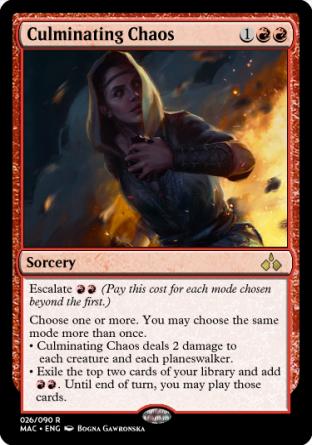 Culminating Chaos 1
Sorcery
Escalate (Pay this cost for each mode chosen
beyond the first.)
Choose one or more. You may choose the same
mode more than once.
• Culminating Chaos deals 2 damage to
each creature and each planeswalker.
• Exile the top two cards of your library and add
. Until end of turn, you may play those
cards.
026/090 R
MAC • ENG Bogna Gawronska